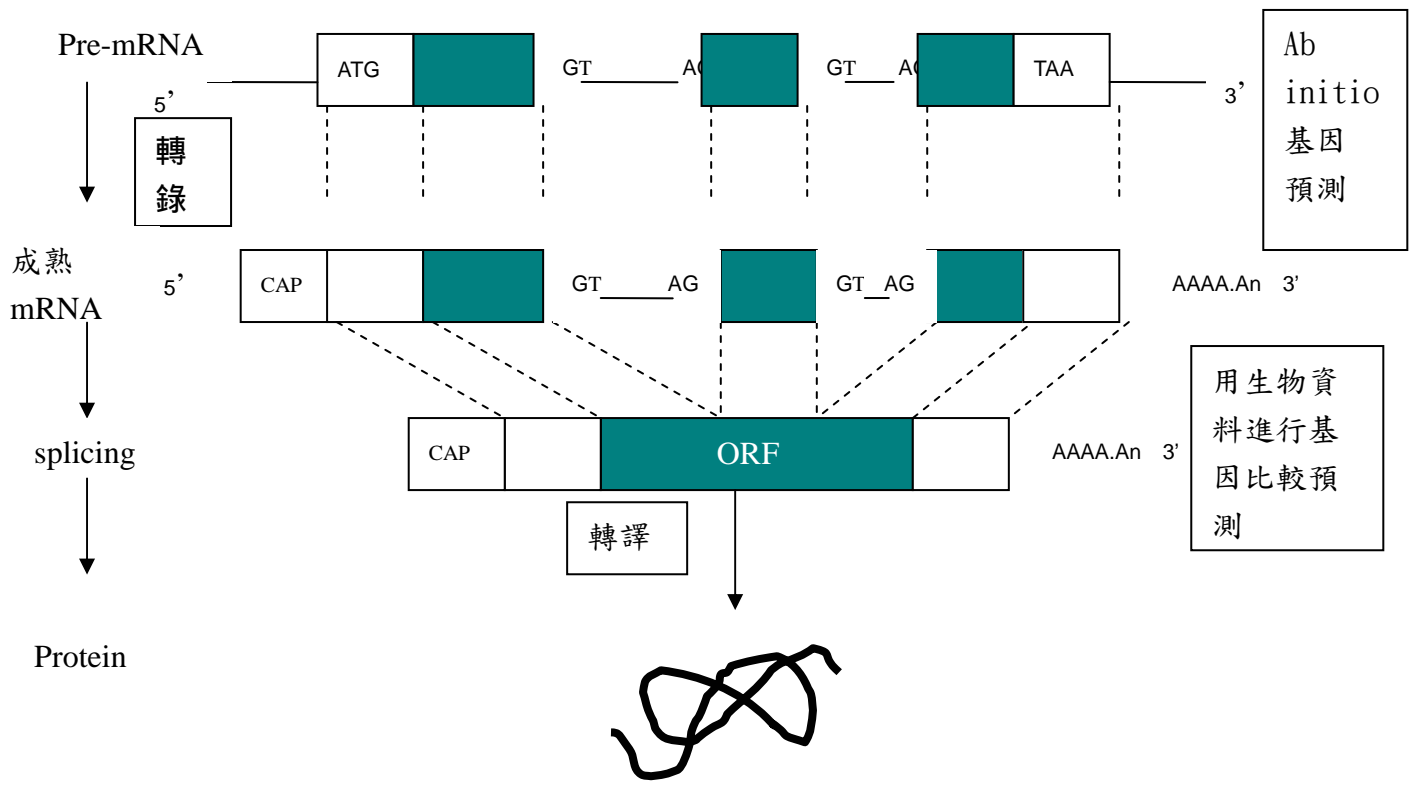 Pre-mRNA
ATG
GT
AG
GT
AG
TAA
5’
3’
Ab
initio
基因
預測
轉
錄
成熟
mRNA
5’
CAP
GT
AG
GT
AG
AAAA.An 3'
用生物資
料進行基
因比較預
測
splicing
CAP
ORF
AAAA.An 3'
轉譯
Protein